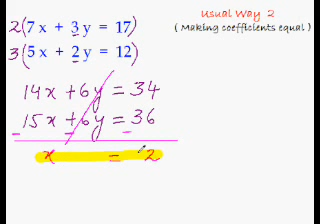 Usual Way 2
( Making coefficients equal )
2(7x + 3y = 17)
3(5x + 2y = 12)
14x + 6y = 34
15x + 6y = 36
- - -
x = 2